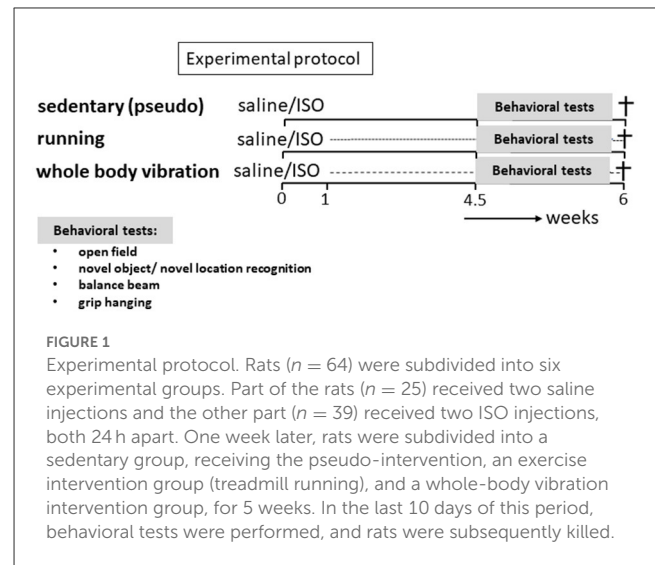 Experimental protocol
sedentary (pseudo) saline/ISO Behavioral tests †
running saline/ISO Behavioral tests †
whole body vibration saline/ISO Behavioral tests †
0 1 4.5 6
weeks
Behavioral tests:
• open field
• novel object/ novel location recognition
• balance beam
• grip hanging
FIGURE 1
Experimental protocol. Rats (n = 64) were subdivided into six
experimental groups. Part of the rats (n = 25) received two saline
injections and the other part (n = 39) received two ISO injections,
both 24 h apart. One week later, rats were subdivided into a
sedentary group, receiving the pseudo-intervention, an exercise
intervention group (treadmill running), and a whole-body vibration
intervention group, for 5 weeks. In the last 10 days of this period,
behavioral tests were performed, and rats were subsequently killed.